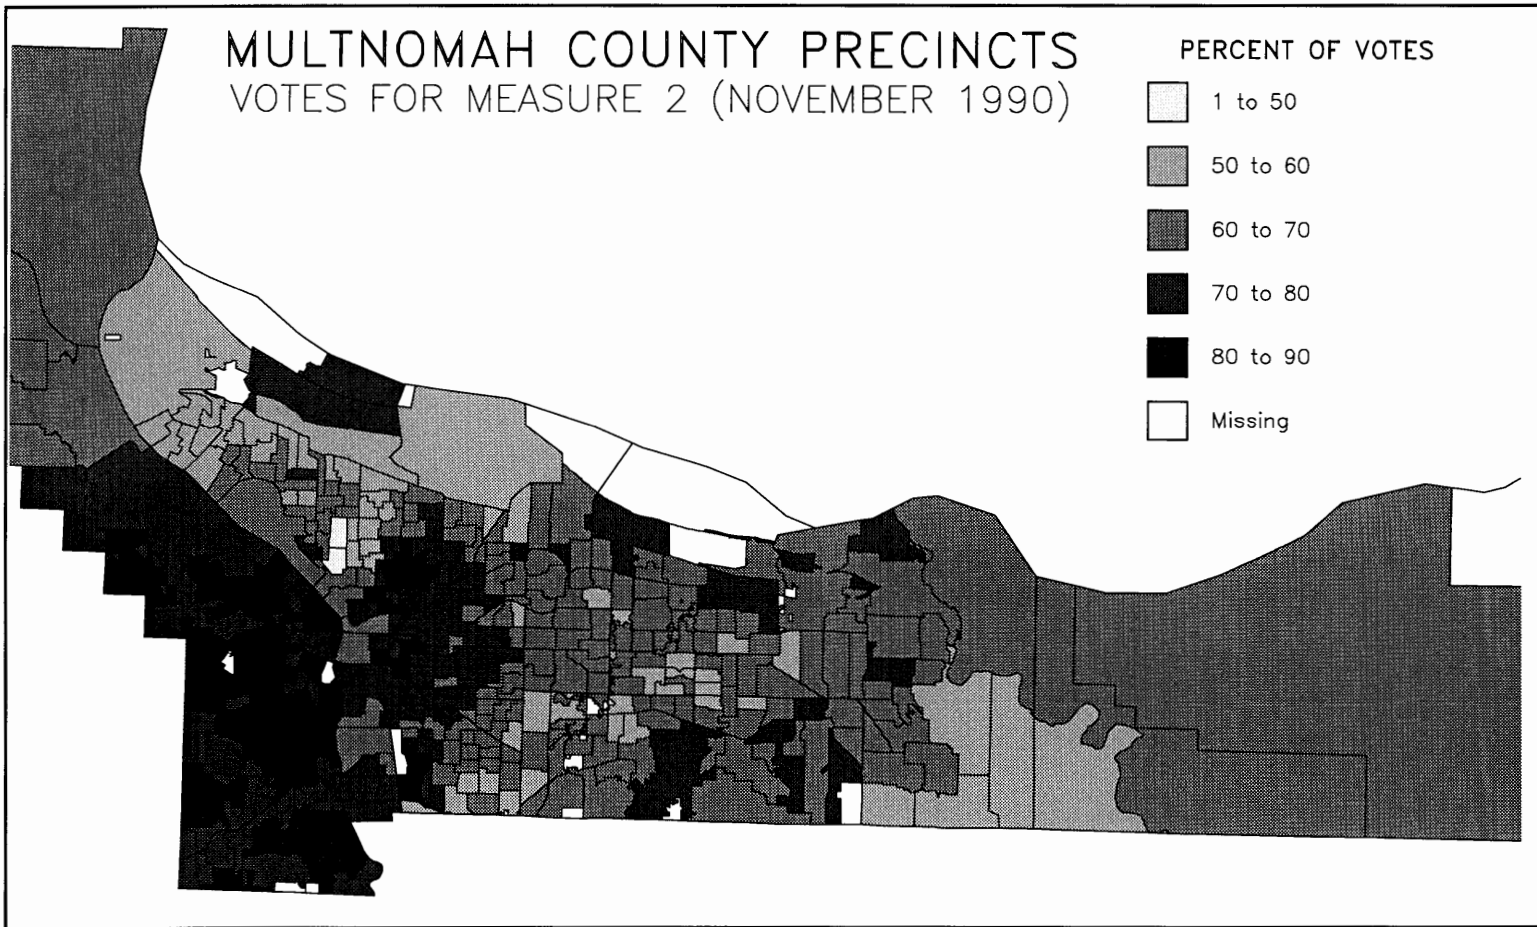 MULTNOMAH COUNTY PRECINCTS
VOTES FOR MEASURE 2 (NOVEMBER 1990)
PERCENT OF VOTES
1 to 50
50 to 60
60 to 70
70 to 80
80 to 90
Missing